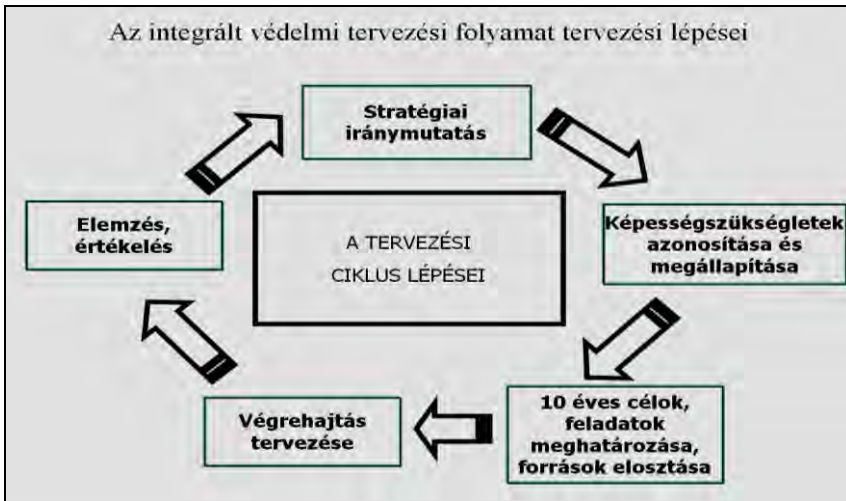 Az integrált védelmi tervezési folyamat tervezési lépései
Stratégiai
iránymutatás
Képességszükségletek
azonosítása és
megállapítása
10 éves célok,
feladatok
meghatározása,
források elosztása
Végrehajtás
tervezése
Elemzés,
értékelés
A TERVEZÉSI
CIKLUS LÉPÉSEI